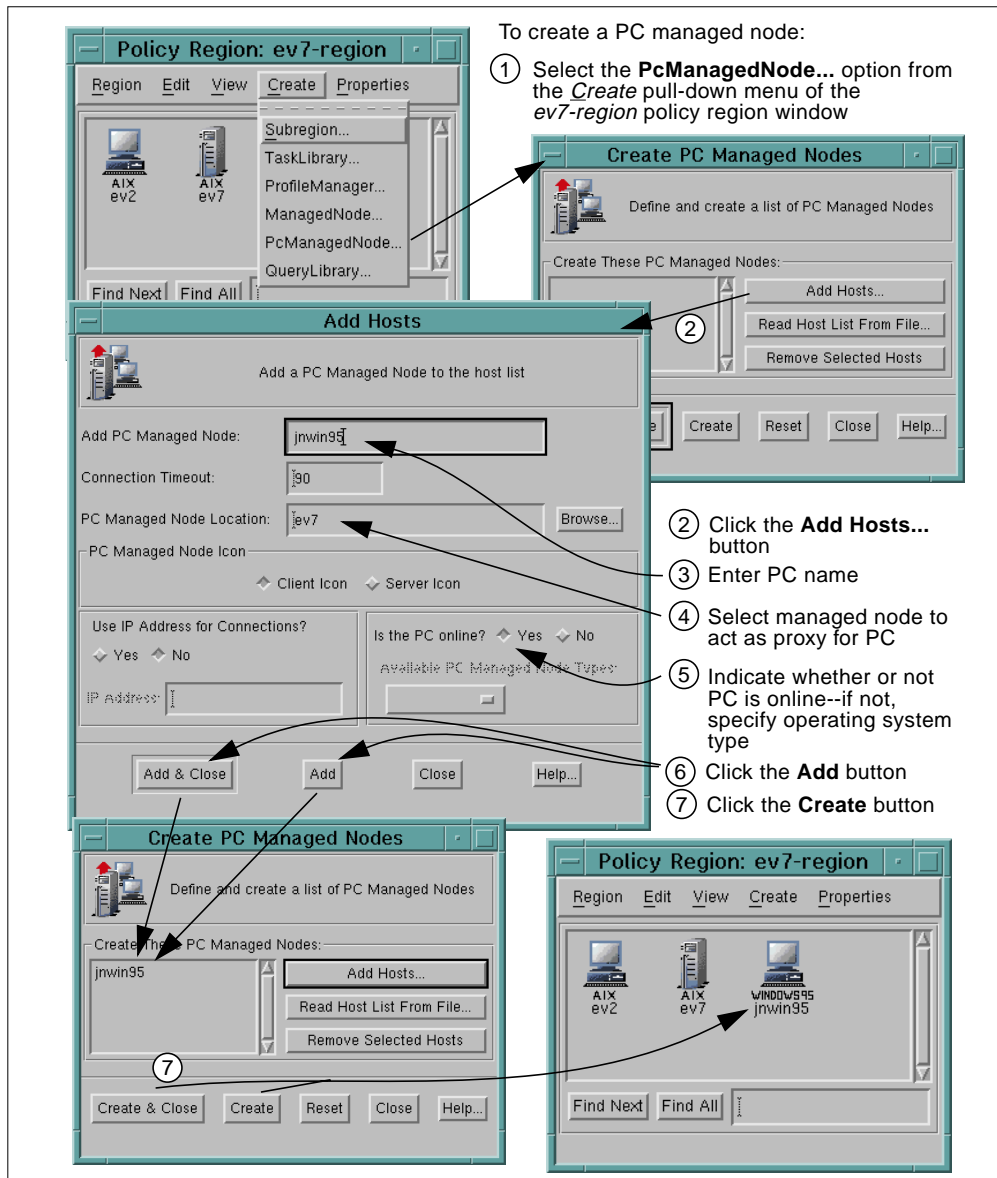 To create a PC managed node:
1 Select the PcManagedNode... option from
the Create pull-down menu of the
ev7-region policy region window
Policy Region: ev7-region
Region Edit View Create Properties
Subregion...
TaskLibrary...
ProfileManager...
ManagedNode...
PcManagedNode...
QueryLibrary...
AIX
ev2
AIX
ev7
Find Next Find All
Create PC Managed Nodes
Define and create a list of PC Managed Nodes
Create These PC Managed Nodes:
Add Hosts...
2
Read Host List From File...
Remove Selected Hosts
e Create Reset Close Help...
Add Hosts
Add a PC Managed Node to the host list
Add PC Managed Node: jnwin95
Connection Timeout: 90
PC Managed Node Location: ev7 Browse...
PC Managed Node Icon
Client Icon Server Icon
Use IP Address for Connections?
Yes No
IP Address:
Is the PC online? Yes No
Available PC Managed Node Types:
Add & Close Add Close Help...
2 Click the Add Hosts...
button
3 Enter PC name
4 Select managed node to
act as proxy for PC
5 Indicate whether or not
PC is online--if not,
specify operating system
type
6 Click the Add button
7 Click the Create button
Create PC Managed Nodes
Define and create a list of PC Managed Nodes
Create These PC Managed Nodes:
jnwin95
Add Hosts...
Read Host List From File...
Remove Selected Hosts
7
Create & Close Create Reset Close Help...
Policy Region: ev7-region
Region Edit View Create Properties
AIX
ev2
AIX
ev7
WINDOWS95
jnwin95
Find Next Find All